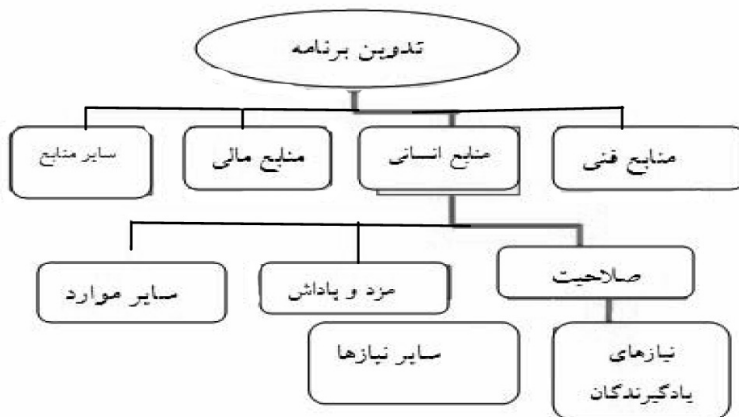 تدوین برنامه
منابع فنی
منابع انسانی
منابع مالی
سایر منابع
صلاحیت
مزد و پاداش
سایر موارد
نیازهای
یادگیرندگان
سایر نیازها